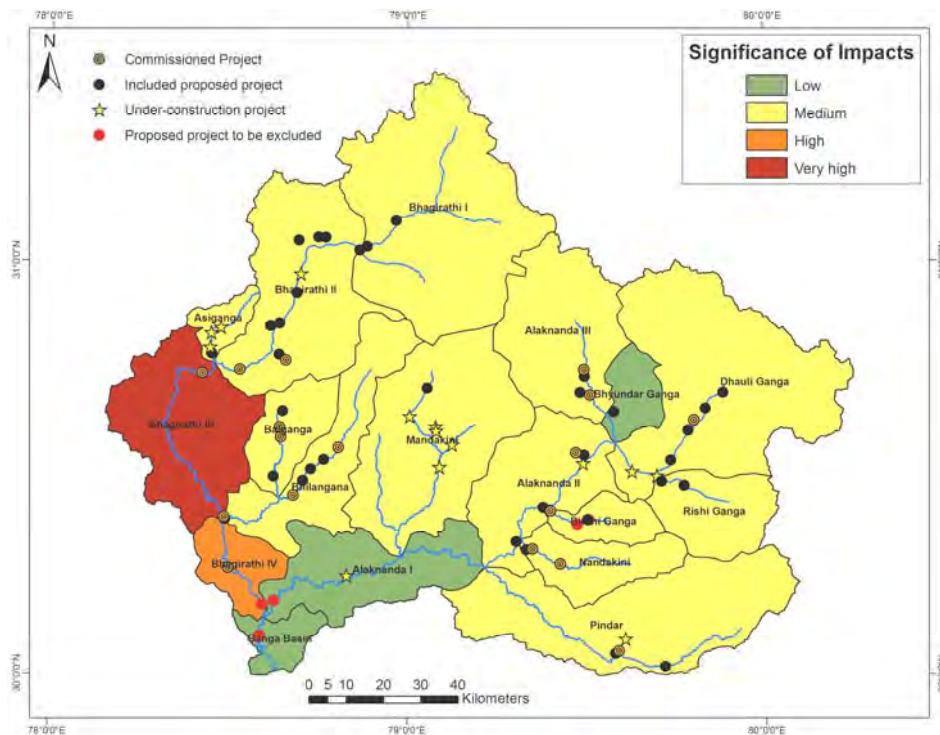 78°0'0"E
79°0'0"E
80°0'0"E
N
Commissioned Project
Included proposed project
Under-construction project
Proposed project to be excluded
Significance of Impacts
Low
Medium
High
Very high
Bhagirathi I
31°0'0"N
Bhagirathi II
Asiganga
Alaknanda III
Dhauli Ganga
Bhyundar Ganga
Bhagirathi III
Balganga
Mandakini
Bhilangana
Alaknanda II
Rishi Ganga
Birahi Ganga
Nandakini
Bhagirathi IV
Alaknanda I
Pindar
Ganga Basin
30°0'0"N
0 5 10 20 30 40
Kilometers
78°0'0"E
79°0'0"E
80°0'0"E